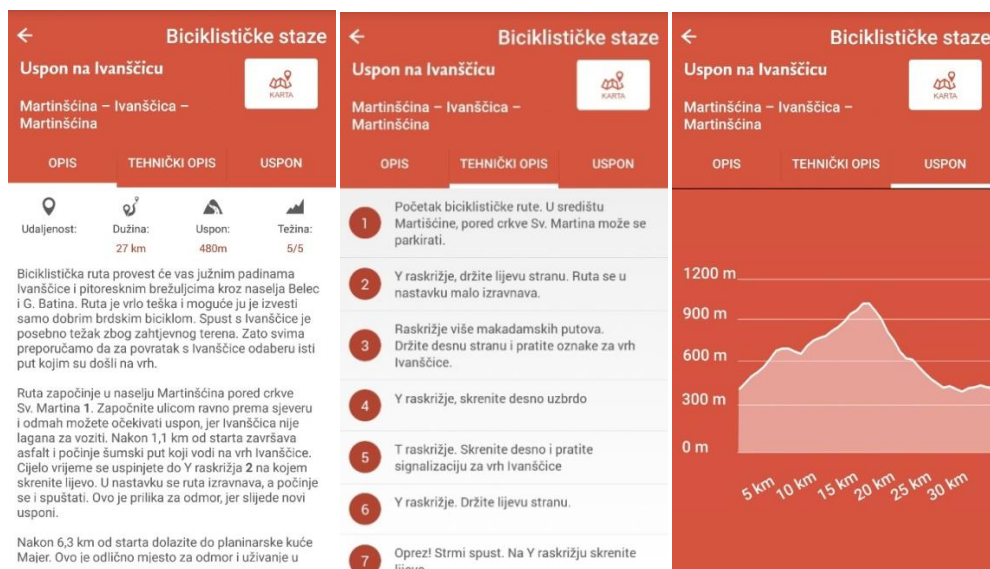 Biciklističke staze
Uspon na Ivanščicu
KARTA
Martinšćina – Ivanščica –
Martinšćina
OPIS TEHNIČKI OPIS USPON
Udaljenost: Dužina: Uspon: Težina:
27 km 480m 5/5
Biciklistička ruta provest će vas južnim padinama
Ivanščice i pitoresknim brežuljcima kroz naselja Belec
i G. Batina. Ruta je vrlo teška i moguće ju je izvesti
samo dobrim brdskim biciklom. Spust s Ivanščice je
posebno težak zbog zahtjevnog terena. Zato svima
preporučamo da za povratak s Ivanščice odaberu isti
put kojim su došli na vrh.
Ruta započinje u naselju Martinšćina pored crkve
Sv. Martina 1. Započnite ulicom ravno prema sjeveru
i odmah možete očekivati uspon, jer Ivanščica nije
lagana za voziti. Nakon 1,1 km od starta završava
asfalt i počinje šumski put koji vodi na vrh Ivanščice.
Cijelo vrijeme se uspinjete do Y raskrižja 2 na kojem
skrenite lijevo. U nastavku se ruta izravnava, a počinje
se i spuštati. Ovo je prilika za odmor, jer slijede novi
usponi.
Nakon 6,3 km od starta dolazite do planinarske kuće
Majer. Ovo je odlično mjesto za odmor i uživanje u
Biciklističke staze
Uspon na Ivanščicu
KARTA
Martinšćina – Ivanščica –
Martinšćina
OPIS TEHNIČKI OPIS USPON
1 Početak biciklističke rute. U središtu
Martišćine, pored crkve Sv. Martina može se
parkirati.
2 Y raskrižje, držite lijevu stranu. Ruta se u
nastavku malo izravnava.
3 Raskrižje više makadamskih putova.
Držite desnu stranu i pratite oznake za vrh
Ivanščice.
4 Y raskrižje, skrenite desno uzbrdo
5 T raskrižje. Skrenite desno i pratite
signalizaciju za vrh Ivanščice
6 Y raskrižje. Držite lijevu stranu.
7 Oprez! Strmi spust. Na Y raskrižju skrenite
Biciklističke staze
Uspon na Ivanščicu
KARTA
Martinšćina – Ivanščica –
Martinšćina
OPIS TEHNIČKI OPIS USPON
1200 m
900 m
600 m
300 m
0 m
5 km 10 km 15 km 20 km 25 km 30 km